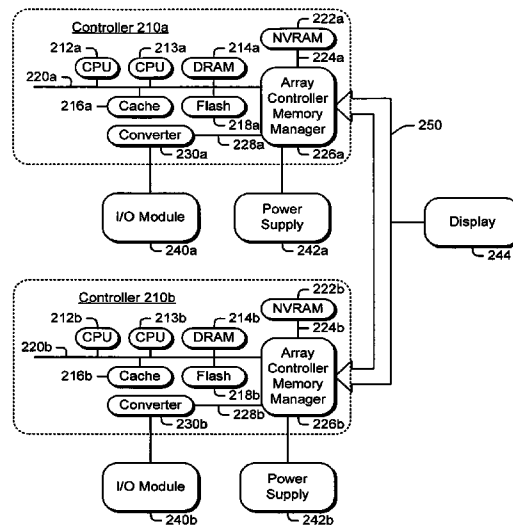 Controller 210a
222a
NVRAM
212a
213a
214a
224a
CPU
CPU
DRAM
220a
216a
Cache
Flash
Array
Controller
Memory
Manager
218a
Converter
228a
230a
226a
250
I/O Module
240a
Power
Supply
242a
Display
244
Controller 210b
222b
NVRAM
212b
213b
214b
224b
CPU
CPU
DRAM
220b
216b
Cache
Flash
Array
Controller
Memory
Manager
218b
Converter
228b
230b
226b
I/O Module
240b
Power
Supply
242b